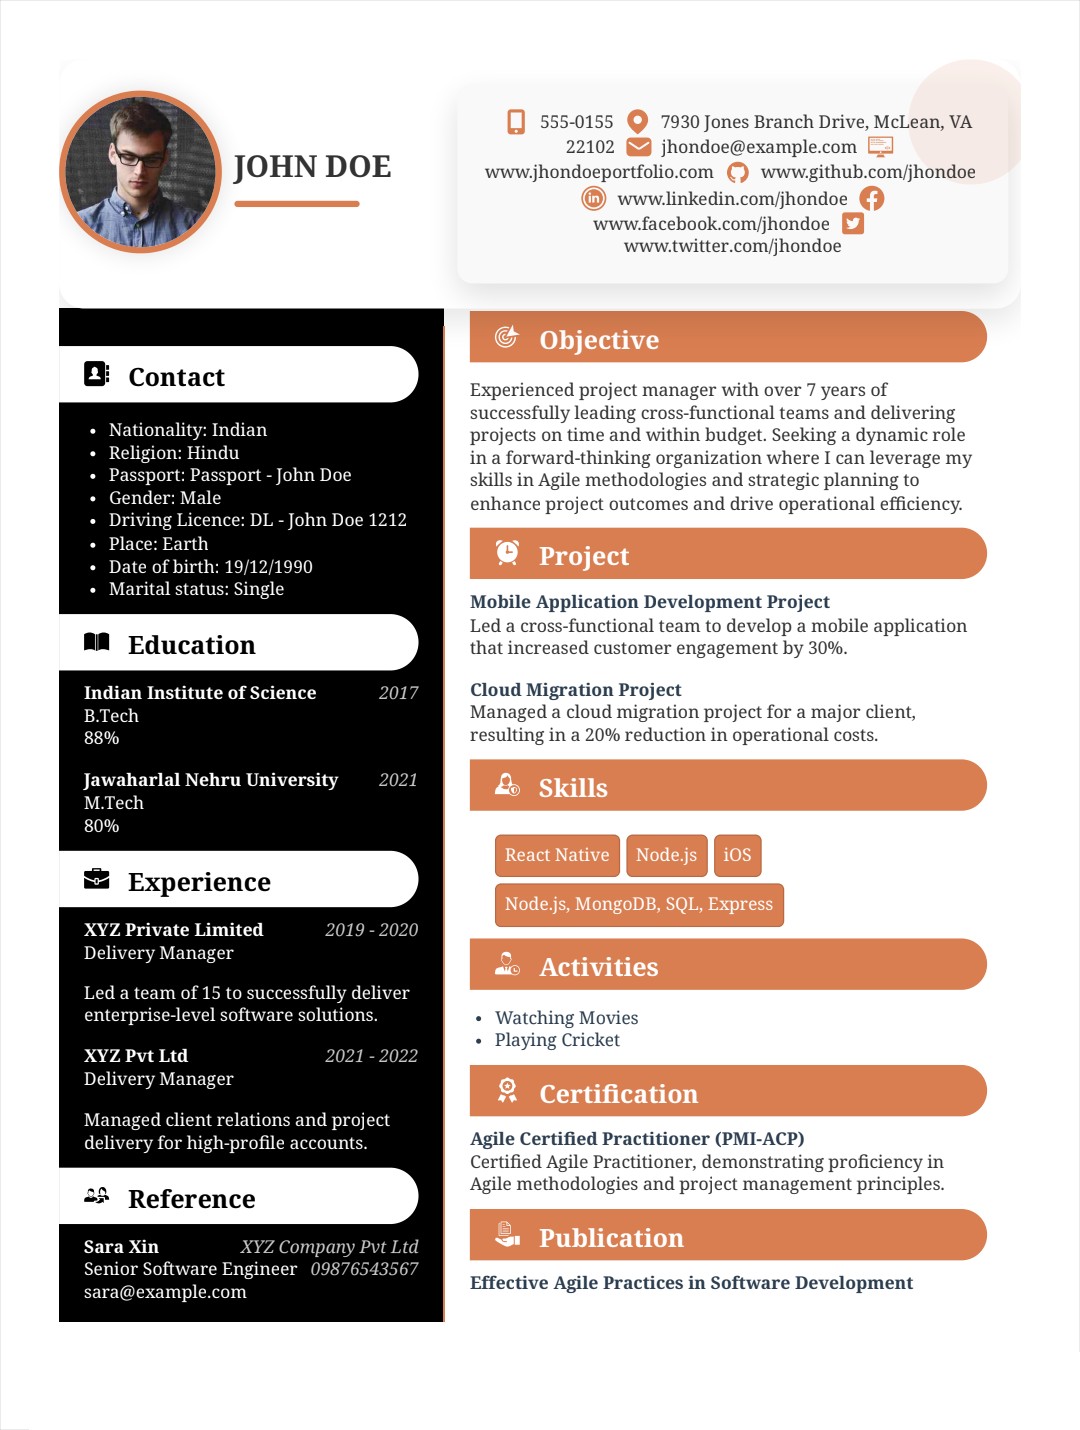 JOHN DOE
555-0155 7930 Jones Branch Drive, McLean, VA
22102 jhondoe@example.com
www.jhondoeportfolio.com www.github.com/jhondoe
www.linkedin.com/jhondoe
www.facebook.com/jhondoe
www.twitter.com/jhondoe
Contact
• Nationality: Indian
• Religion: Hindu
• Passport: Passport - John Doe
• Gender: Male
• Driving Licence: DL - John Doe 1212
• Place: Earth
• Date of birth: 19/12/1990
• Marital status: Single
Education
Indian Institute of Science 2017
B.Tech
88%
Jawaharlal Nehru University 2021
M.Tech
80%
Experience
XYZ Private Limited 2019 - 2020
Delivery Manager
Led a team of 15 to successfully deliver
enterprise-level software solutions.
XYZ Pvt Ltd 2021 - 2022
Delivery Manager
Managed client relations and project
delivery for high-profile accounts.
Reference
Sara Xin XYZ Company Pvt Ltd
Senior Software Engineer 09876543567
sara@example.com
Objective
Experienced project manager with over 7 years of
successfully leading cross-functional teams and delivering
projects on time and within budget. Seeking a dynamic role
in a forward-thinking organization where I can leverage my
skills in Agile methodologies and strategic planning to
enhance project outcomes and drive operational efficiency.
Project
Mobile Application Development Project
Led a cross-functional team to develop a mobile application
that increased customer engagement by 30%.
Cloud Migration Project
Managed a cloud migration project for a major client,
resulting in a 20% reduction in operational costs.
Skills
React Native Node.js iOS
Node.js, MongoDB, SQL, Express
Activities
• Watching Movies
• Playing Cricket
Certification
Agile Certified Practitioner (PMI-ACP)
Certified Agile Practitioner, demonstrating proficiency in
Agile methodologies and project management principles.
Publication
Effective Agile Practices in Software Development